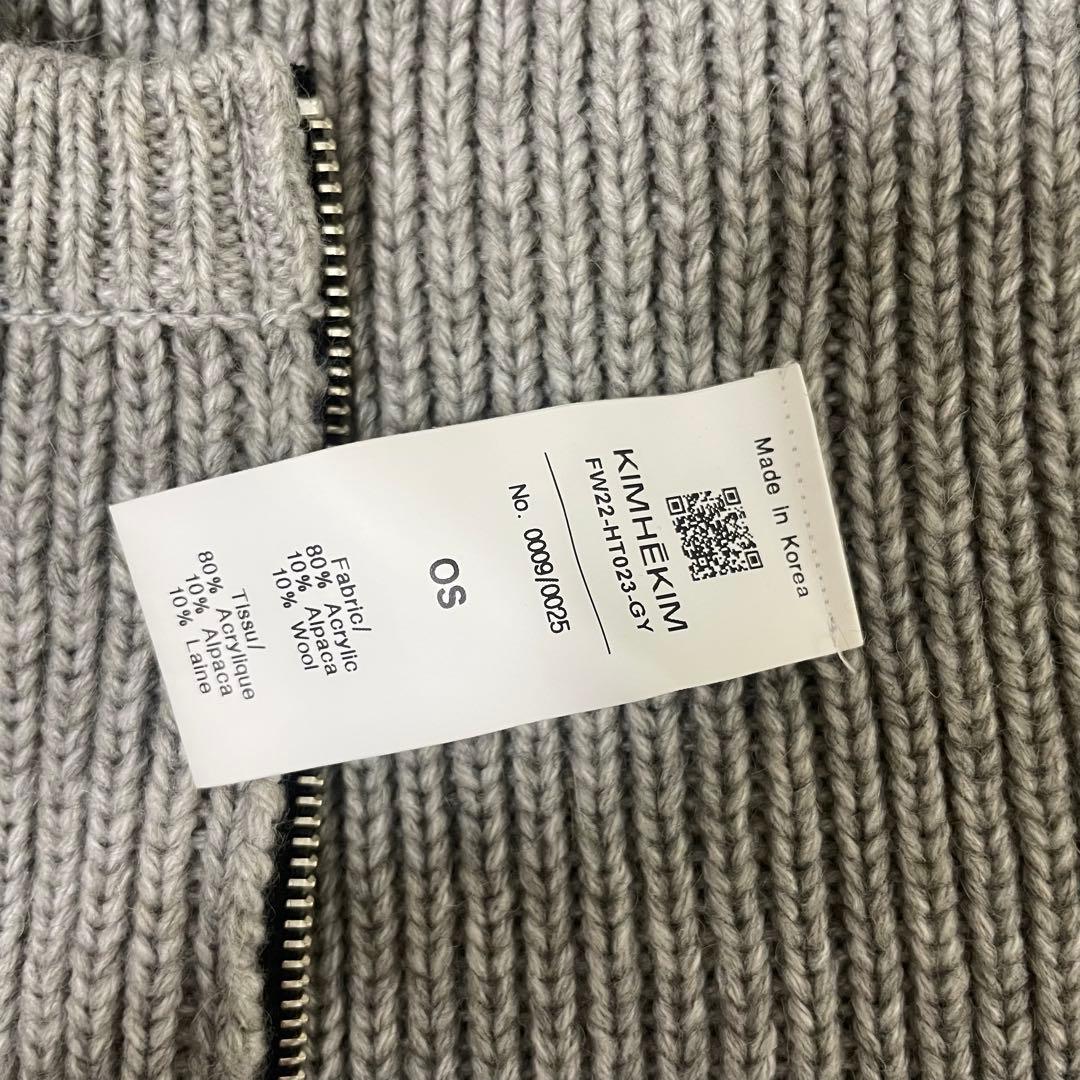 Made in Korea
KIMHĒKIM
FW22-HT023-GY
No. 0009/0025
OS
Fabric/
80% Acrylic
10% Alpaca
10% Wool
Tissu/
80% Acrylique
10% Alpaca
10% Laine